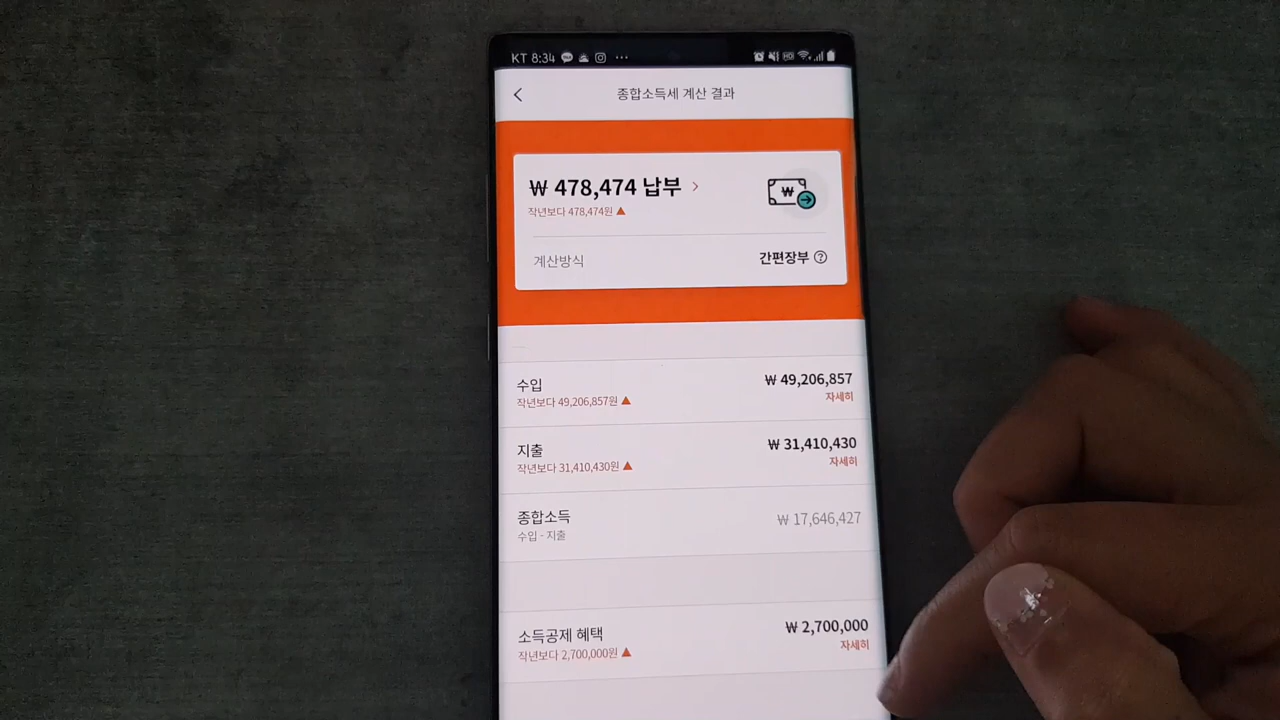 KT 8:34
종합소득세 계산 결과
₩ 478,474 납부 >
작년보다 478,474원 ▲
계산방식 간편장부 ?
수입 ₩ 49,206,857
작년보다 49,206,857원 ▲ 자세히
지출 ₩ 31,410,430
작년보다 31,410,430원 ▲ 자세히
종합소득 ₩ 17,646,427
수입 - 지출
소득공제 혜택 ₩ 2,700,000
작년보다 2,700,000원 ▲ 자세히